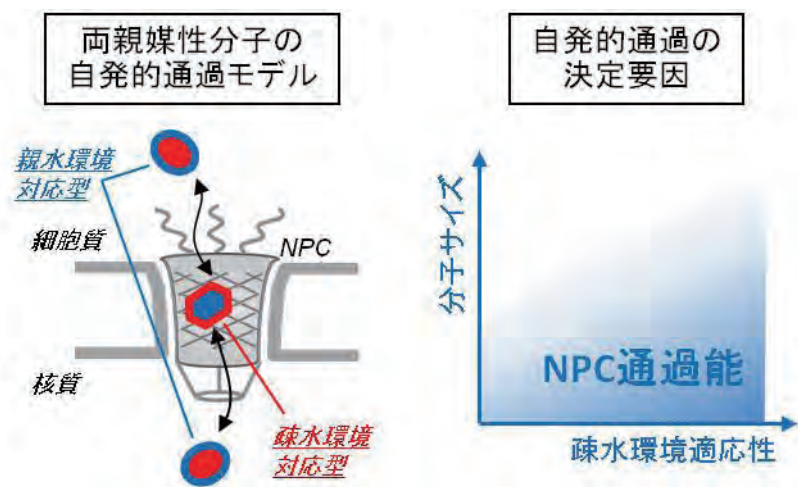 両親媒性分子の
自発的通過モデル
親水環境
対応型
細胞質
NPC
核質
疎水環境
対応型
自発的通過の
決定要因
分子サイズ
NPC通過能
疎水環境適応性